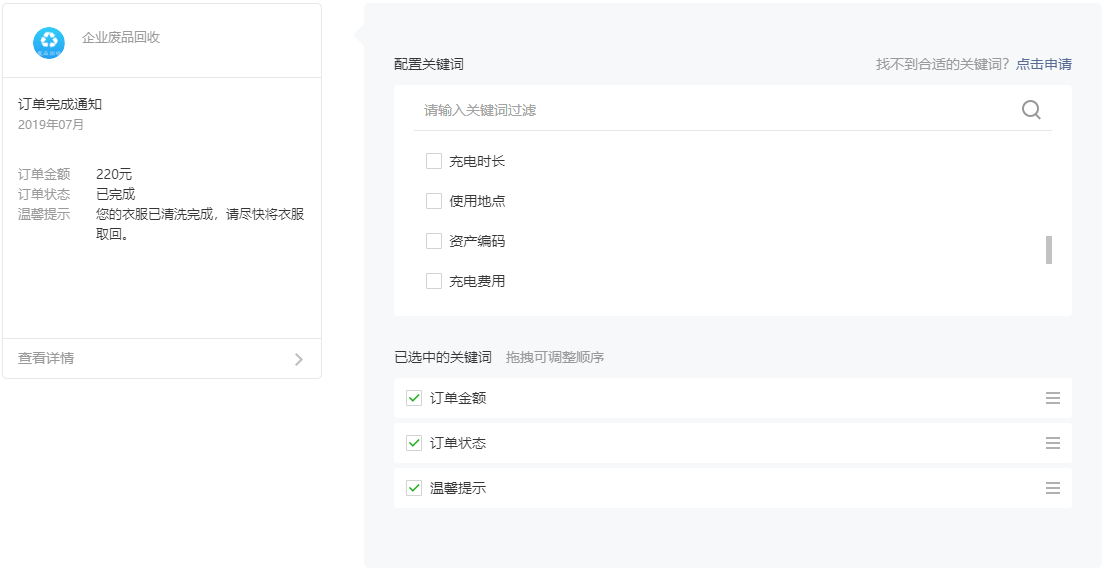 企业废品回收
订单完成通知
2019年07月
订单金额 220元
订单状态 已完成
温馨提示 您的衣服已清洗完成，请尽快将衣服
取回。
查看详情
配置关键词 找不到合适的关键词？点击申请
请输入关键词过滤
充电时长
使用地点
资产编码
充电费用
已选中的关键词 拖拽可调整顺序
订单金额
订单状态
温馨提示